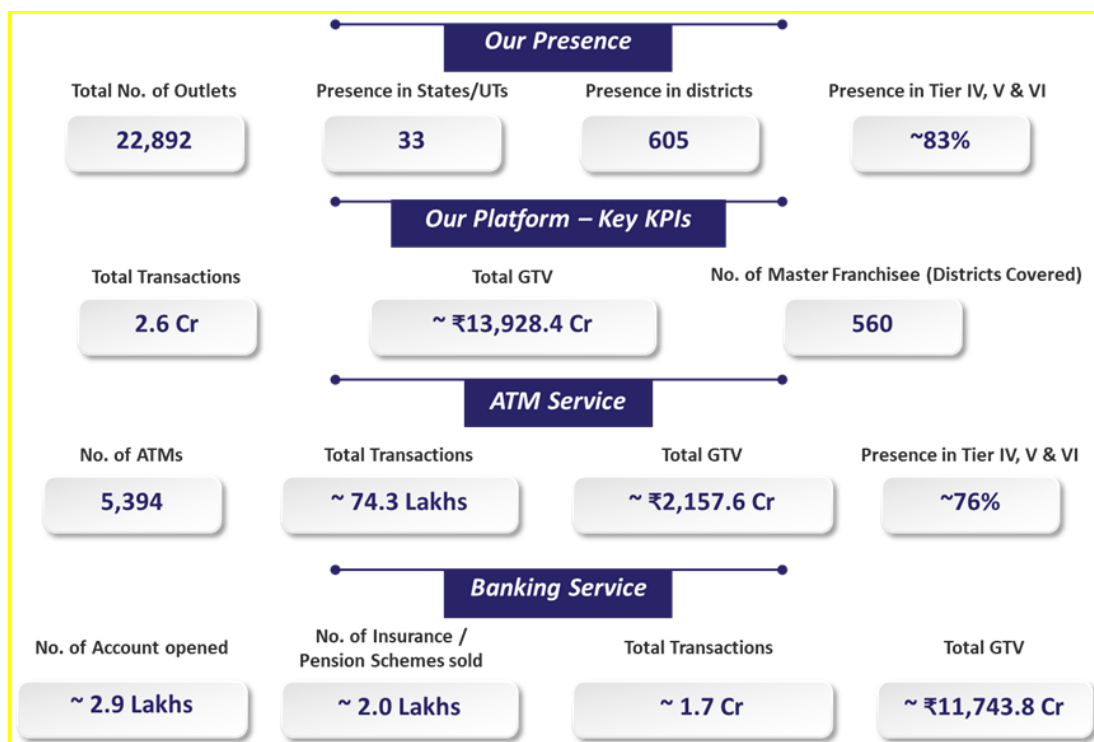 Our Presence
Total No. of Outlets
Presence in States/UTs
Presence in districts
Presence in Tier IV, V & VI
22,892
33
605
~83%
Our Platform – Key KPIs
Total Transactions
Total GTV
No. of Master Franchisee (Districts Covered)
2.6 Cr
~ ₹13,928.4 Cr
560
ATM Service
No. of ATMs
Total Transactions
Total GTV
Presence in Tier IV, V & VI
5,394
~ 74.3 Lakhs
~ ₹2,157.6 Cr
~76%
Banking Service
No. of Account opened
No. of Insurance /
Pension Schemes sold
Total Transactions
Total GTV
~ 2.9 Lakhs
~ 2.0 Lakhs
~ 1.7 Cr
~ ₹11,743.8 Cr